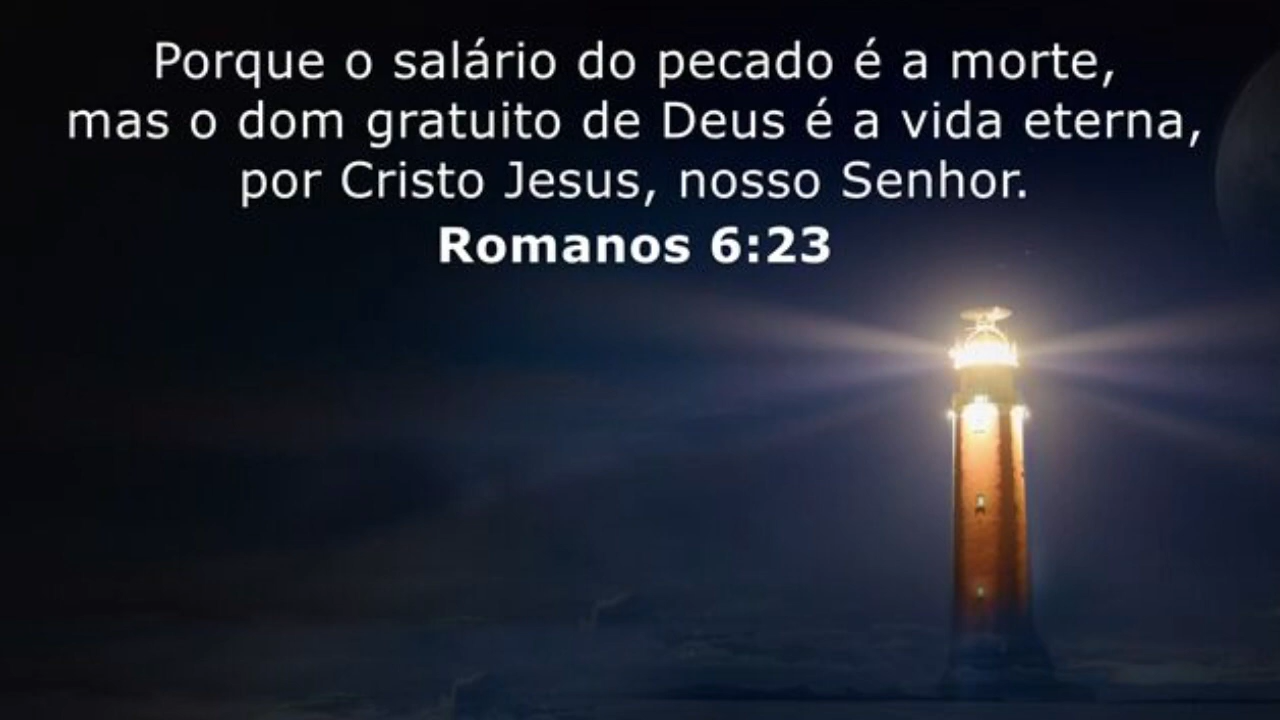 Porque o salário do pecado é a morte,
mas o dom gratuito de Deus é a vida eterna,
por Cristo Jesus, nosso Senhor.
Romanos 6:23